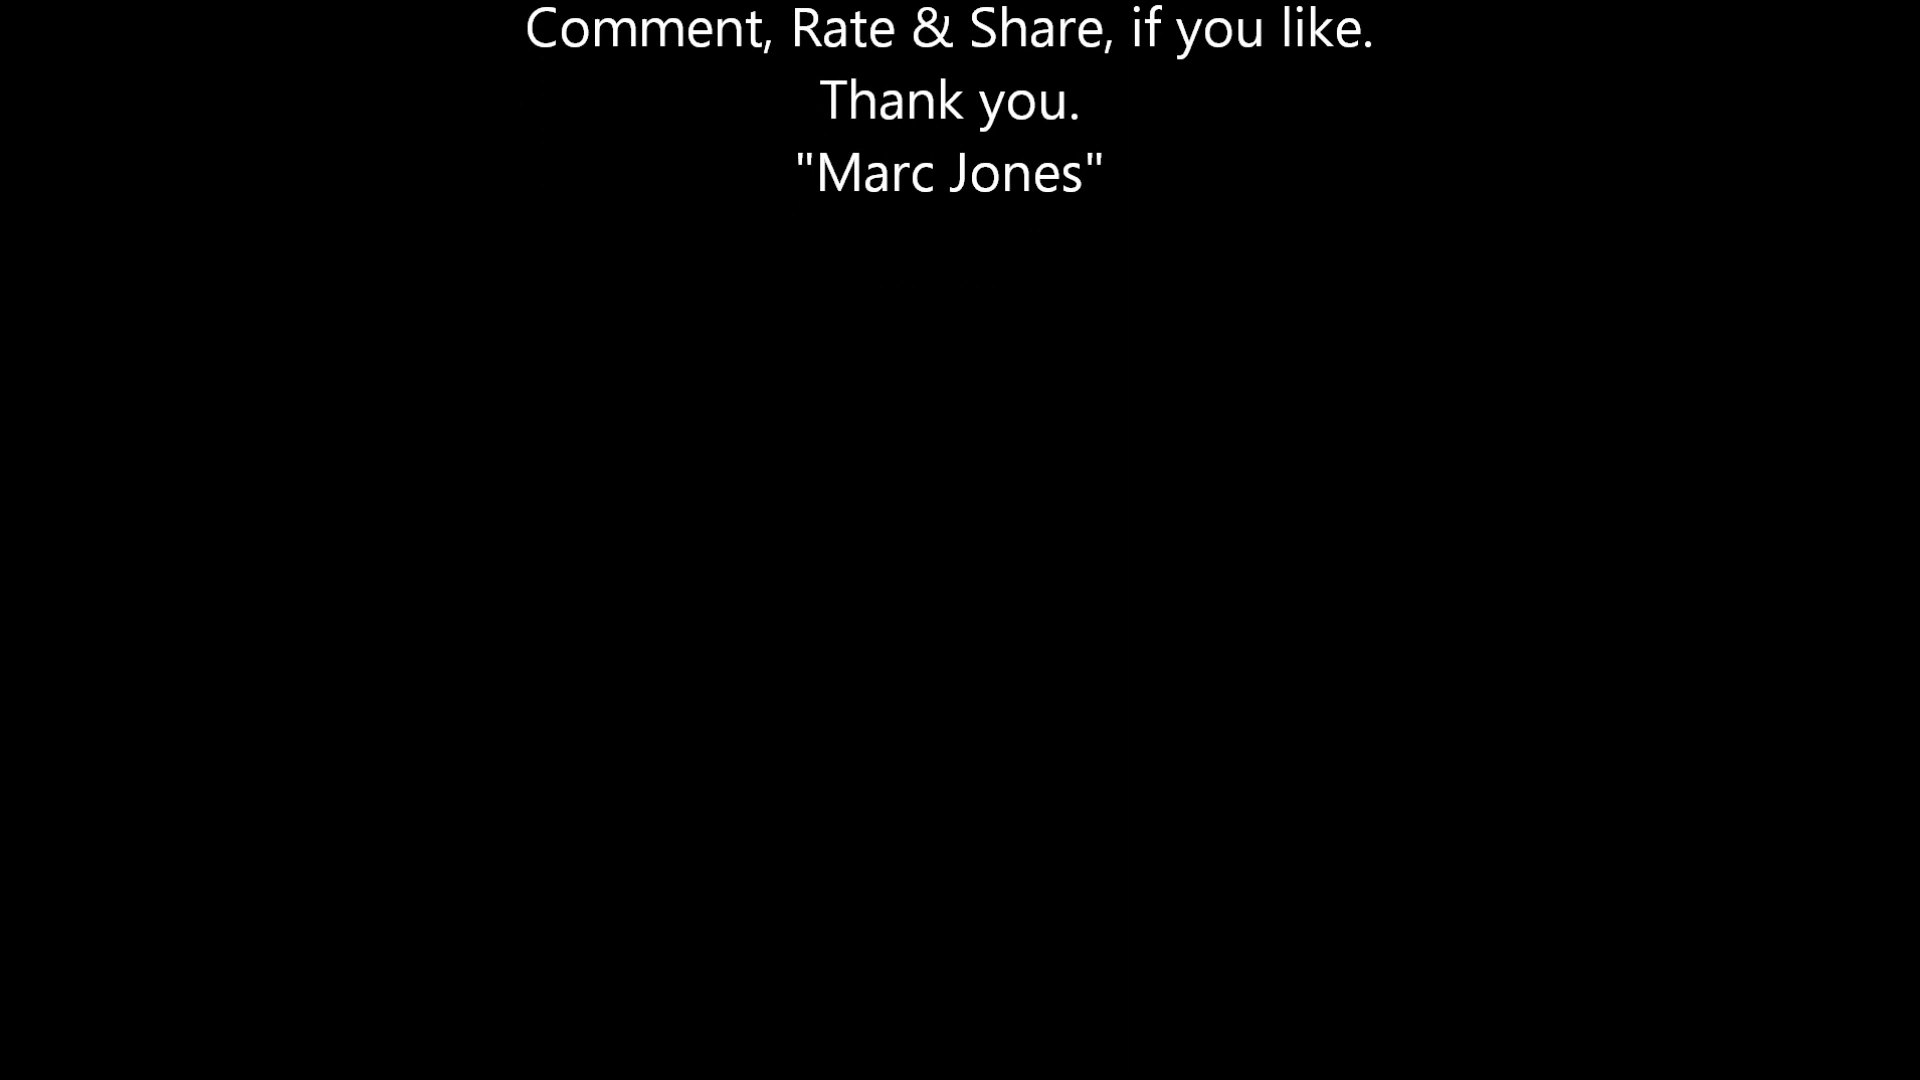 Comment, Rate & Share, if you like.
Thank you.
"Marc Jones"